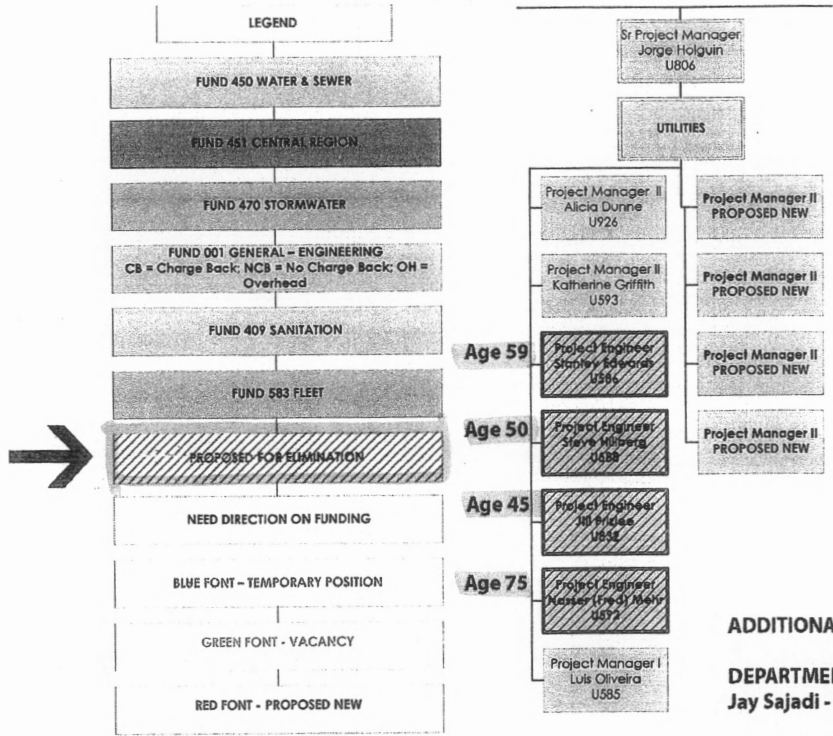 LEGEND
FUND 450 WATER & SEWER
FUND 451 CENTRAL REGION
FUND 470 STORMWATER
FUND 001 GENERAL – ENGINEERING
CB = Charge Back; NCB = No Charge Back; OH =
Overhead
FUND 409 SANITATION
FUND 583 FLEET
PROPOSED FOR ELIMINATION
NEED DIRECTION ON FUNDING
BLUE FONT – TEMPORARY POSITION
GREEN FONT - VACANCY
RED FONT - PROPOSED NEW
Sr Project Manager
Jorge Holguin
U806
UTILITIES
Project Manager II
Alicia Dunne
U926
Project Manager II
Katherine Griffith
U593
Age 59
Project Engineer
Stanley Edwards
U586
Age 50
Project Engineer
Steve Hillberg
Age 45
Project Engineer
Jill Prizlee
Age 75
Project Engineer
Nasser (Fred) Mehr
U592
Project Manager I
Luis Oliveira
U585
Project Manager II
PROPOSED NEW
Project Manager II
PROPOSED NEW
Project Manager II
PROPOSED NEW
Project Manager II
PROPOSED NEW
ADDITIONA
DEPARTME
Jay Sajadi -